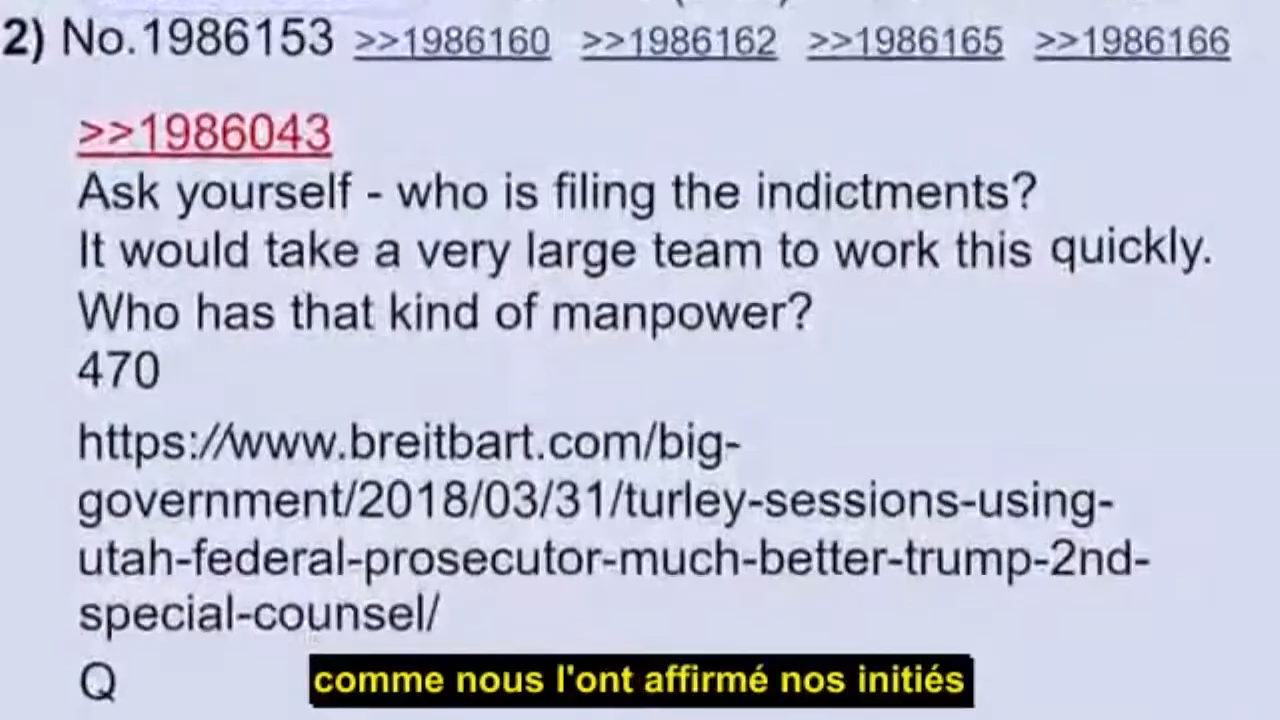 2) No.1986153 >>1986160 >>1986162 >>1986165 >>1986166
>>1986043
Ask yourself - who is filing the indictments?
It would take a very large team to work this quickly.
Who has that kind of manpower?
470
https://www.breitbart.com/big-
government/2018/03/31/turley-sessions-using-
utah-federal-prosecutor-much-better-trump-2nd-
special-counsel/
Q
comme nous l'ont affirmé nos initiés